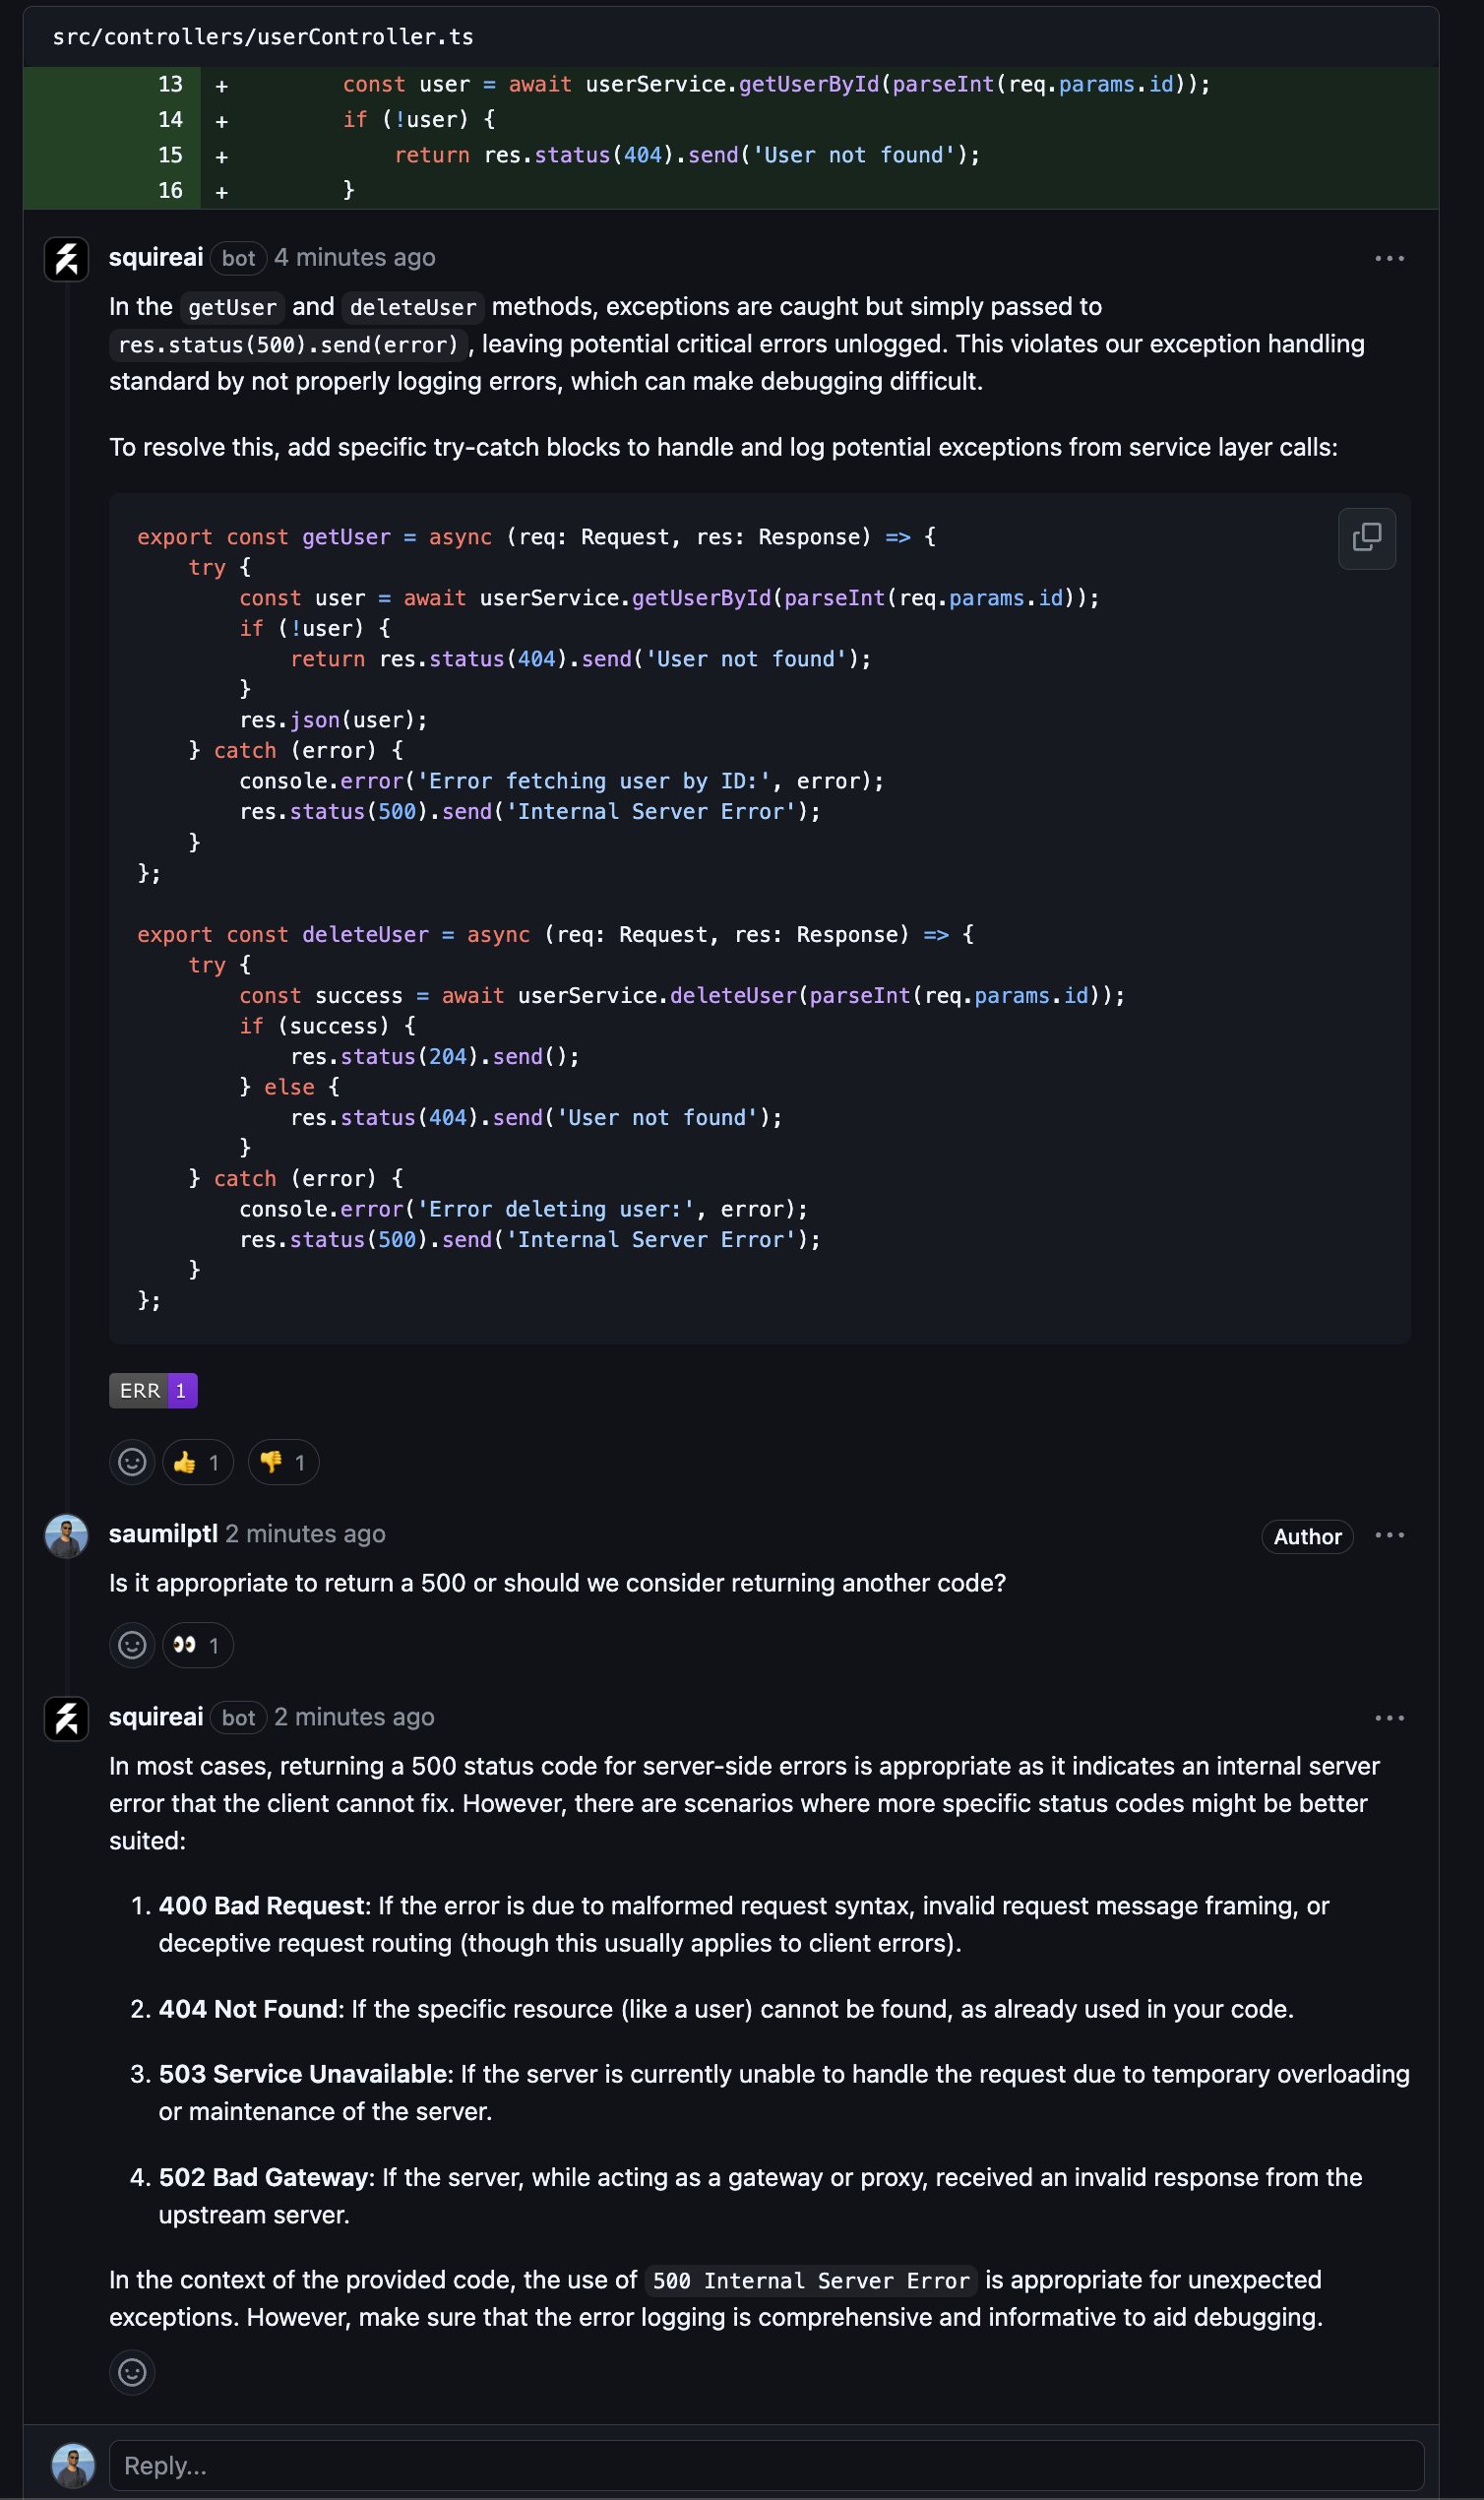 src/controllers/userController.ts
13 + const user = await userService.getUserById(parseInt(req.params.id));
14 + if (!user) {
15 + return res.status(404).send('User not found');
16 + }
squireai bot 4 minutes ago
In the getUser and deleteUser methods, exceptions are caught but simply passed to
res.status(500).send(error) , leaving potential critical errors unlogged. This violates our exception handling
standard by not properly logging errors, which can make debugging difficult.
To resolve this, add specific try-catch blocks to handle and log potential exceptions from service layer calls:
export const getUser = async (req: Request, res: Response) => {
try {
const user = await userService.getUserById(parseInt(req.params.id));
if (!user) {
return res.status(404).send('User not found');
}
res.json(user);
} catch (error) {
console.error('Error fetching user by ID:', error);
res.status(500).send('Internal Server Error');
}
};
export const deleteUser = async (req: Request, res: Response) => {
try {
const success = await userService.deleteUser(parseInt(req.params.id));
if (success) {
res.status(204).send();
} else {
res.status(404).send('User not found');
}
} catch (error) {
console.error('Error deleting user:', error);
res.status(500).send('Internal Server Error');
}
};
ERR 1
👍 1 👎 1
saumilptl 2 minutes ago Author
Is it appropriate to return a 500 or should we consider returning another code?
👀 1
squireai bot 2 minutes ago
In most cases, returning a 500 status code for server-side errors is appropriate as it indicates an internal server
error that the client cannot fix. However, there are scenarios where more specific status codes might be better
suited:
1. 400 Bad Request: If the error is due to malformed request syntax, invalid request message framing, or
deceptive request routing (though this usually applies to client errors).
2. 404 Not Found: If the specific resource (like a user) cannot be found, as already used in your code.
3. 503 Service Unavailable: If the server is currently unable to handle the request due to temporary overloading
or maintenance of the server.
4. 502 Bad Gateway: If the server, while acting as a gateway or proxy, received an invalid response from the
upstream server.
In the context of the provided code, the use of 500 Internal Server Error is appropriate for unexpected
exceptions. However, make sure that the error logging is comprehensive and informative to aid debugging.
Reply...